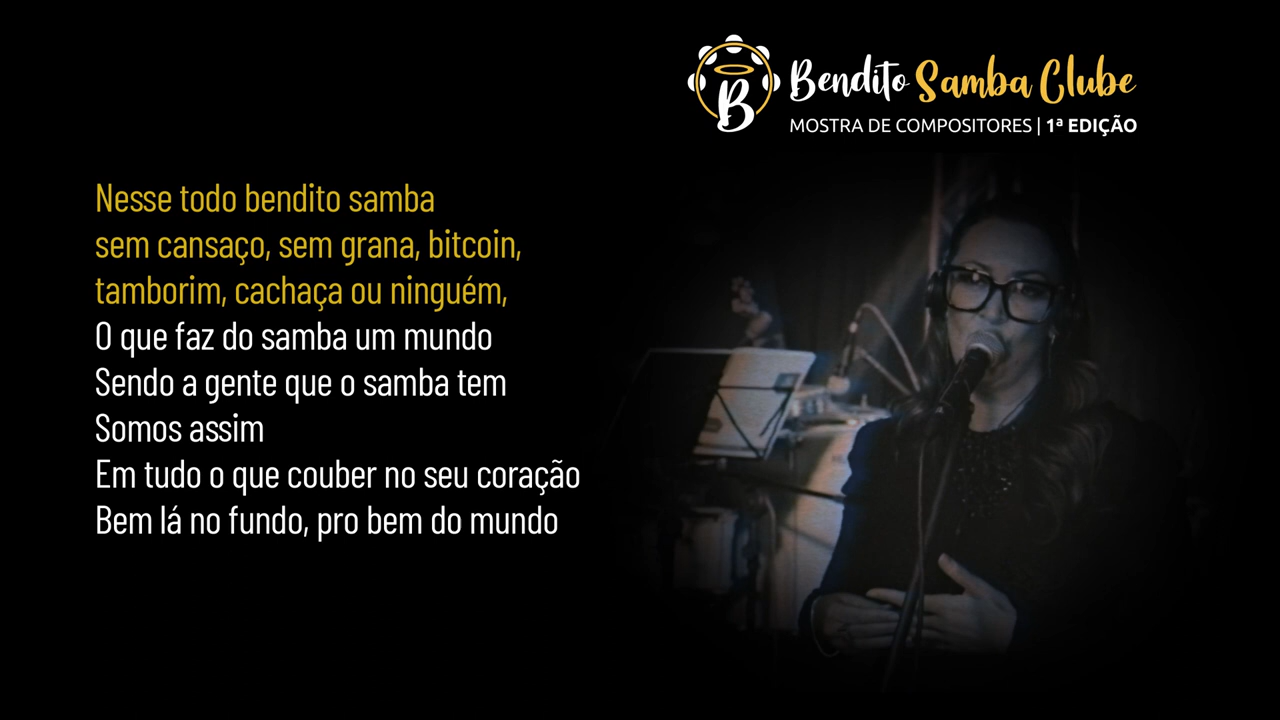 Bendito Samba Clube
MOSTRA DE COMPOSITORES | 1ª EDIÇÃO
Nesse todo bendito samba
sem cansaço, sem grana, bitcoin,
tamborim, cachaça ou ninguém,
O que faz do samba um mundo
Sendo a gente que o samba tem
Somos assim
Em tudo o que couber no seu coração
Bem lá no fundo, pro bem do mundo